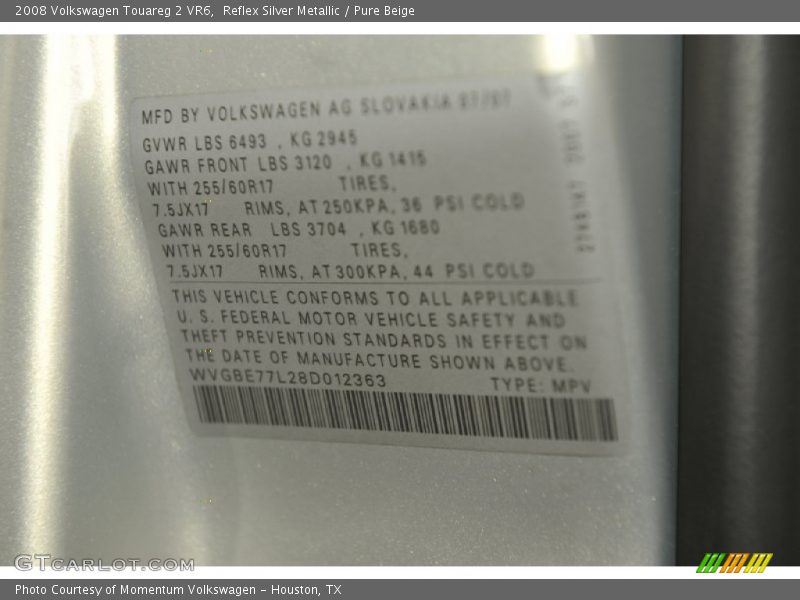 2008 Volkswagen Touareg 2 VR6,  Reflex Silver Metallic / Pure Beige
MFD BY VOLKSWAGEN AG SLOVAKIA 07/07
GVWR LBS 6493 , KG 2945
GAWR FRONT LBS 3120 , KG 1415
WITH 255/60R17 TIRES,
7.5JX17 RIMS, AT 250KPA, 36 PSI COLD
GAWR REAR LBS 3704 , KG 1680
WITH 255/60R17 TIRES,
7.5JX17 RIMS, AT 300KPA, 44 PSI COLD
THIS VEHICLE CONFORMS TO ALL APPLICABLE
U. S. FEDERAL MOTOR VEHICLE SAFETY AND
THEFT PREVENTION STANDARDS IN EFFECT ON
THE DATE OF MANUFACTURE SHOWN ABOVE.
WVGBE77L28D012363 TYPE: MPV
GTCARLOT.COM
Photo Courtesy of Momentum Volkswagen – Houston, TX